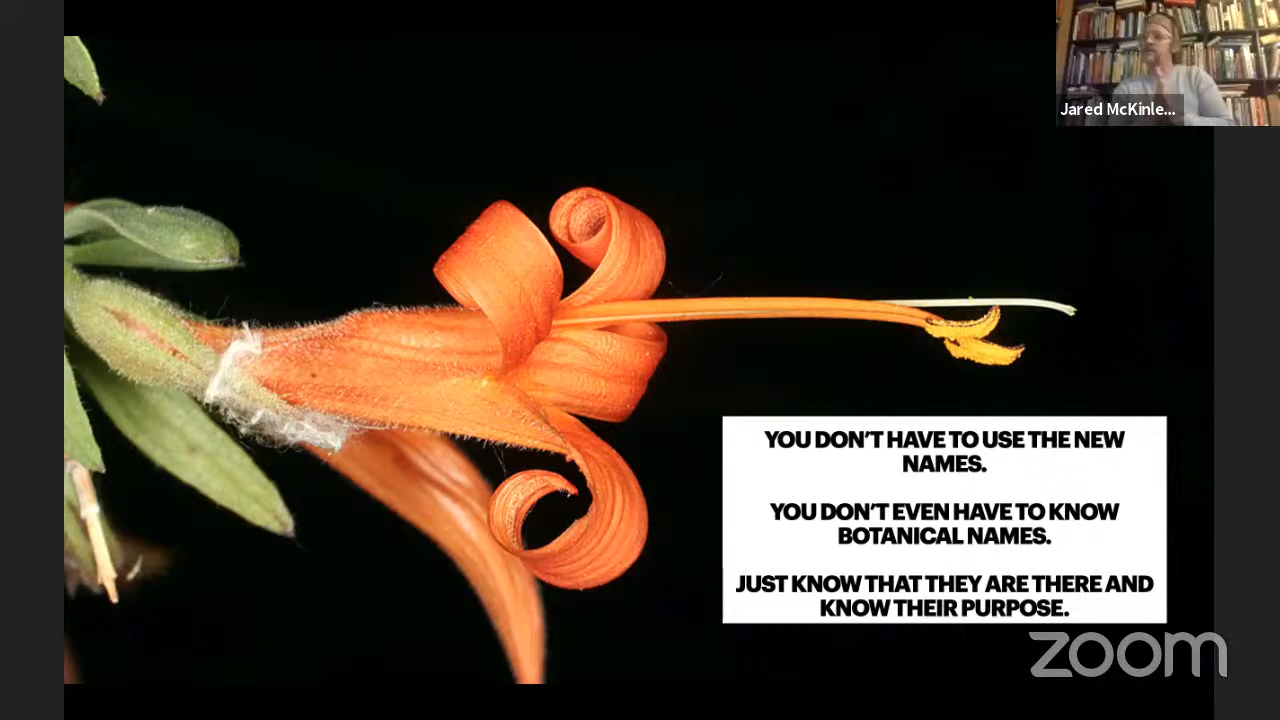 Jared McKinle...
YOU DON'T HAVE TO USE THE NEW
NAMES.
YOU DON'T EVEN HAVE TO KNOW
BOTANICAL NAMES.
JUST KNOW THAT THEY ARE THERE AND
KNOW THEIR PURPOSE.
zoom